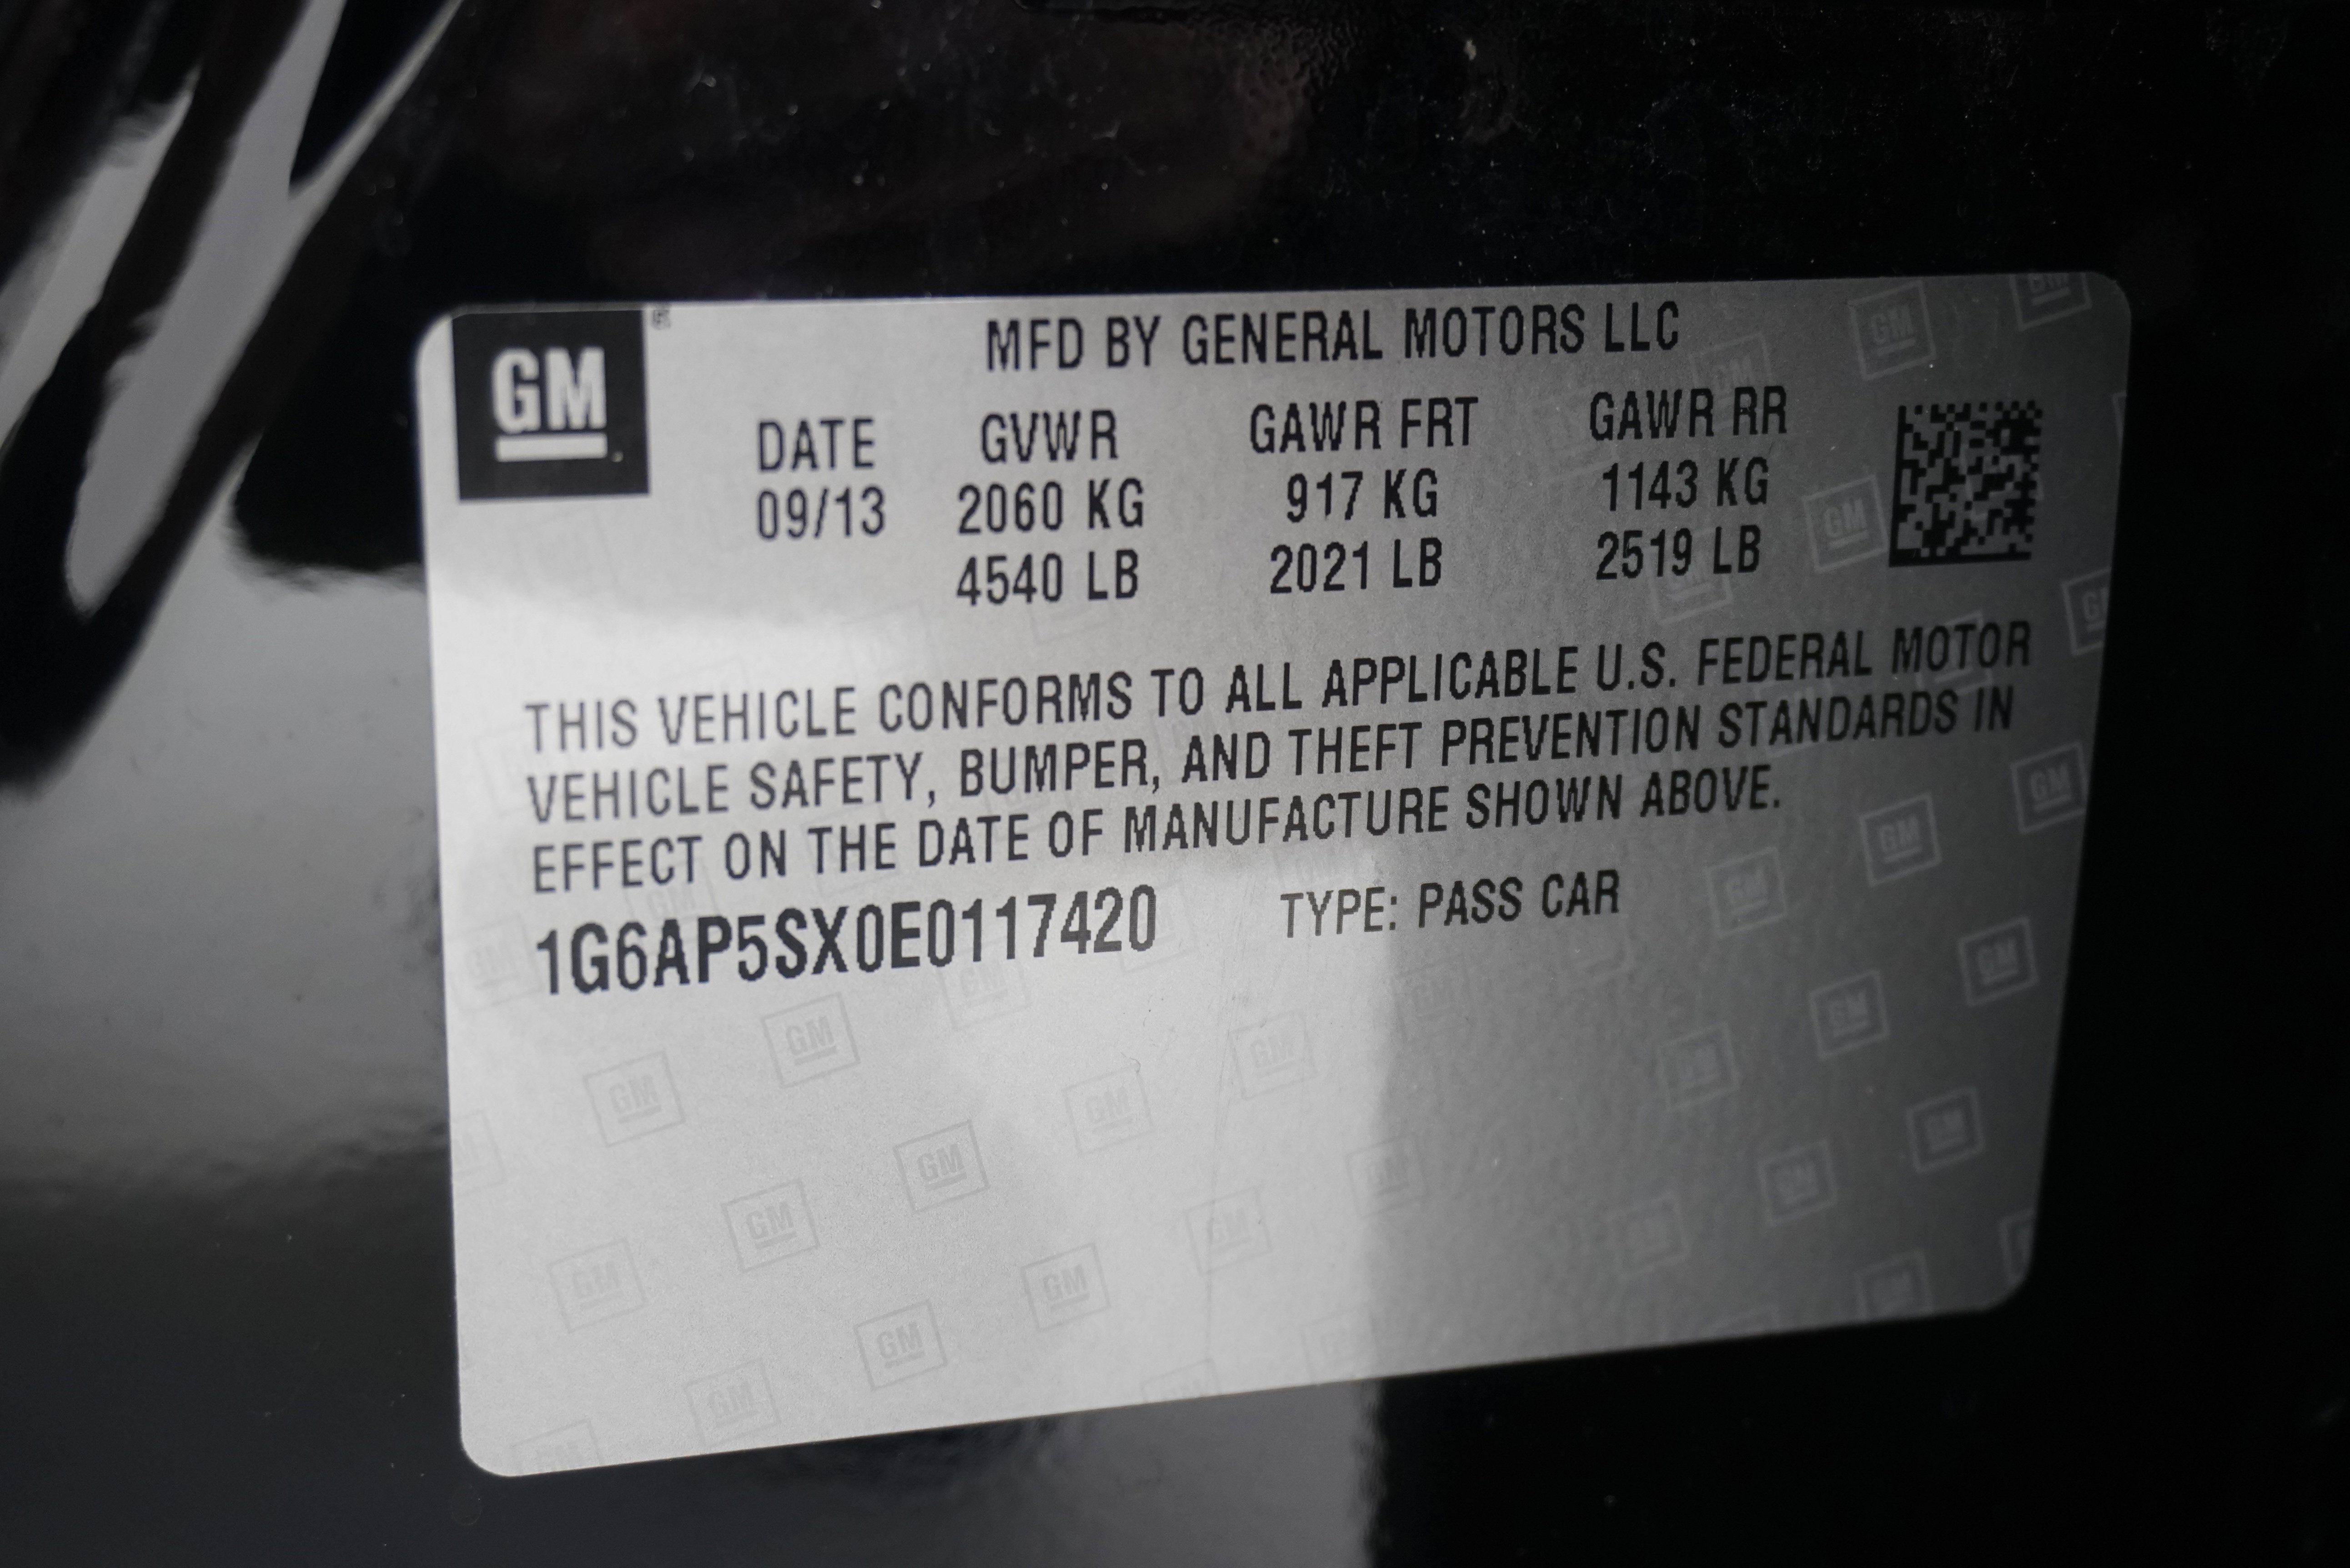 GM
MFD BY GENERAL MOTORS LLC
DATE GVWR GAWR FRT GAWR RR
09/13 2060 KG 917 KG 1143 KG
4540 LB 2021 LB 2519 LB
THIS VEHICLE CONFORMS TO ALL APPLICABLE U.S. FEDERAL MOTOR
VEHICLE SAFETY, BUMPER, AND THEFT PREVENTION STANDARDS IN
EFFECT ON THE DATE OF MANUFACTURE SHOWN ABOVE.
1G6AP5SX0E0117420 TYPE: PASS CAR